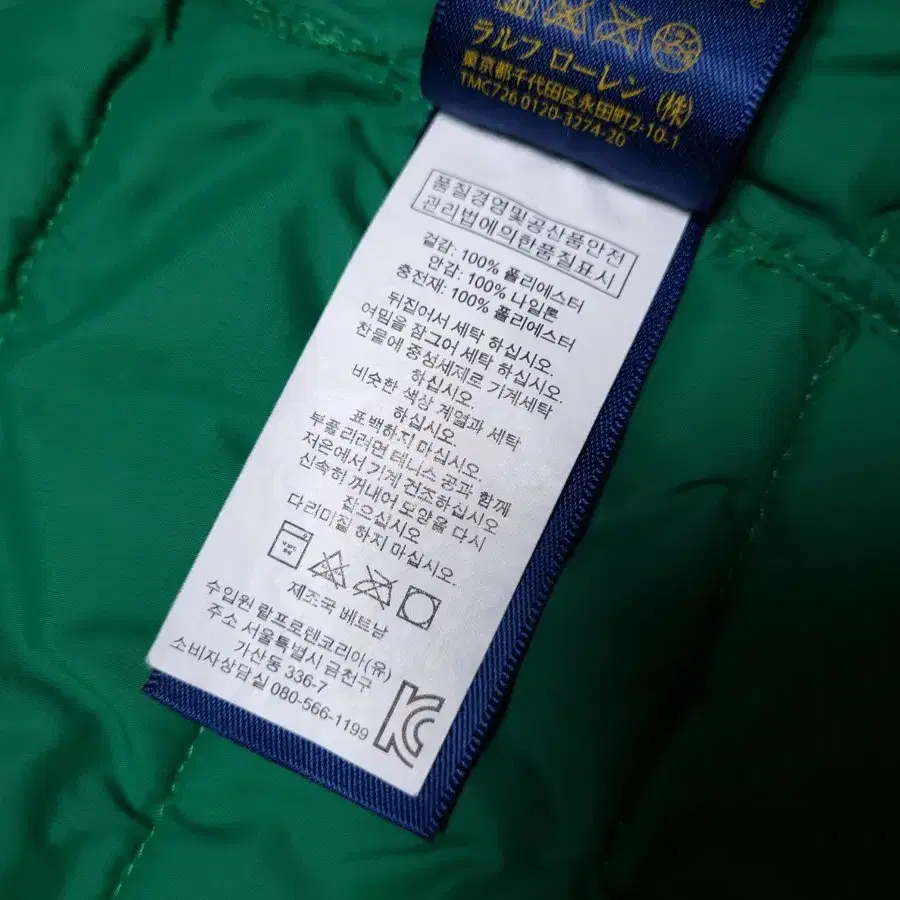 ラルフ ローレン (株)
東京都千代田区永田町2-10-1
TMC726 0120-3274-20
품질경영및공산품안전
관리법에의한품질표시
겉감: 100% 폴리에스터
안감: 100% 나일론
충전재: 100% 폴리에스터
뒤집어서 세탁 하십시오.
여밈을 잠그어 세탁 하십시오.
찬물에 중성세제로 기계세탁
하십시오.
비슷한 색상 계열과 세탁
하십시오.
표백하지 마십시오.
부풀리려면 테니스 공과 함께
저온에서 기계 건조하십시오
신속히 꺼내어 모양을 다시
잡으십시오
다리미질 하지 마십시오.
제조국 베트남
수입원 랄프로렌코리아(유)
주소 서울특별시 금천구
가산동 336-7
소비자상담실 080-566-1199